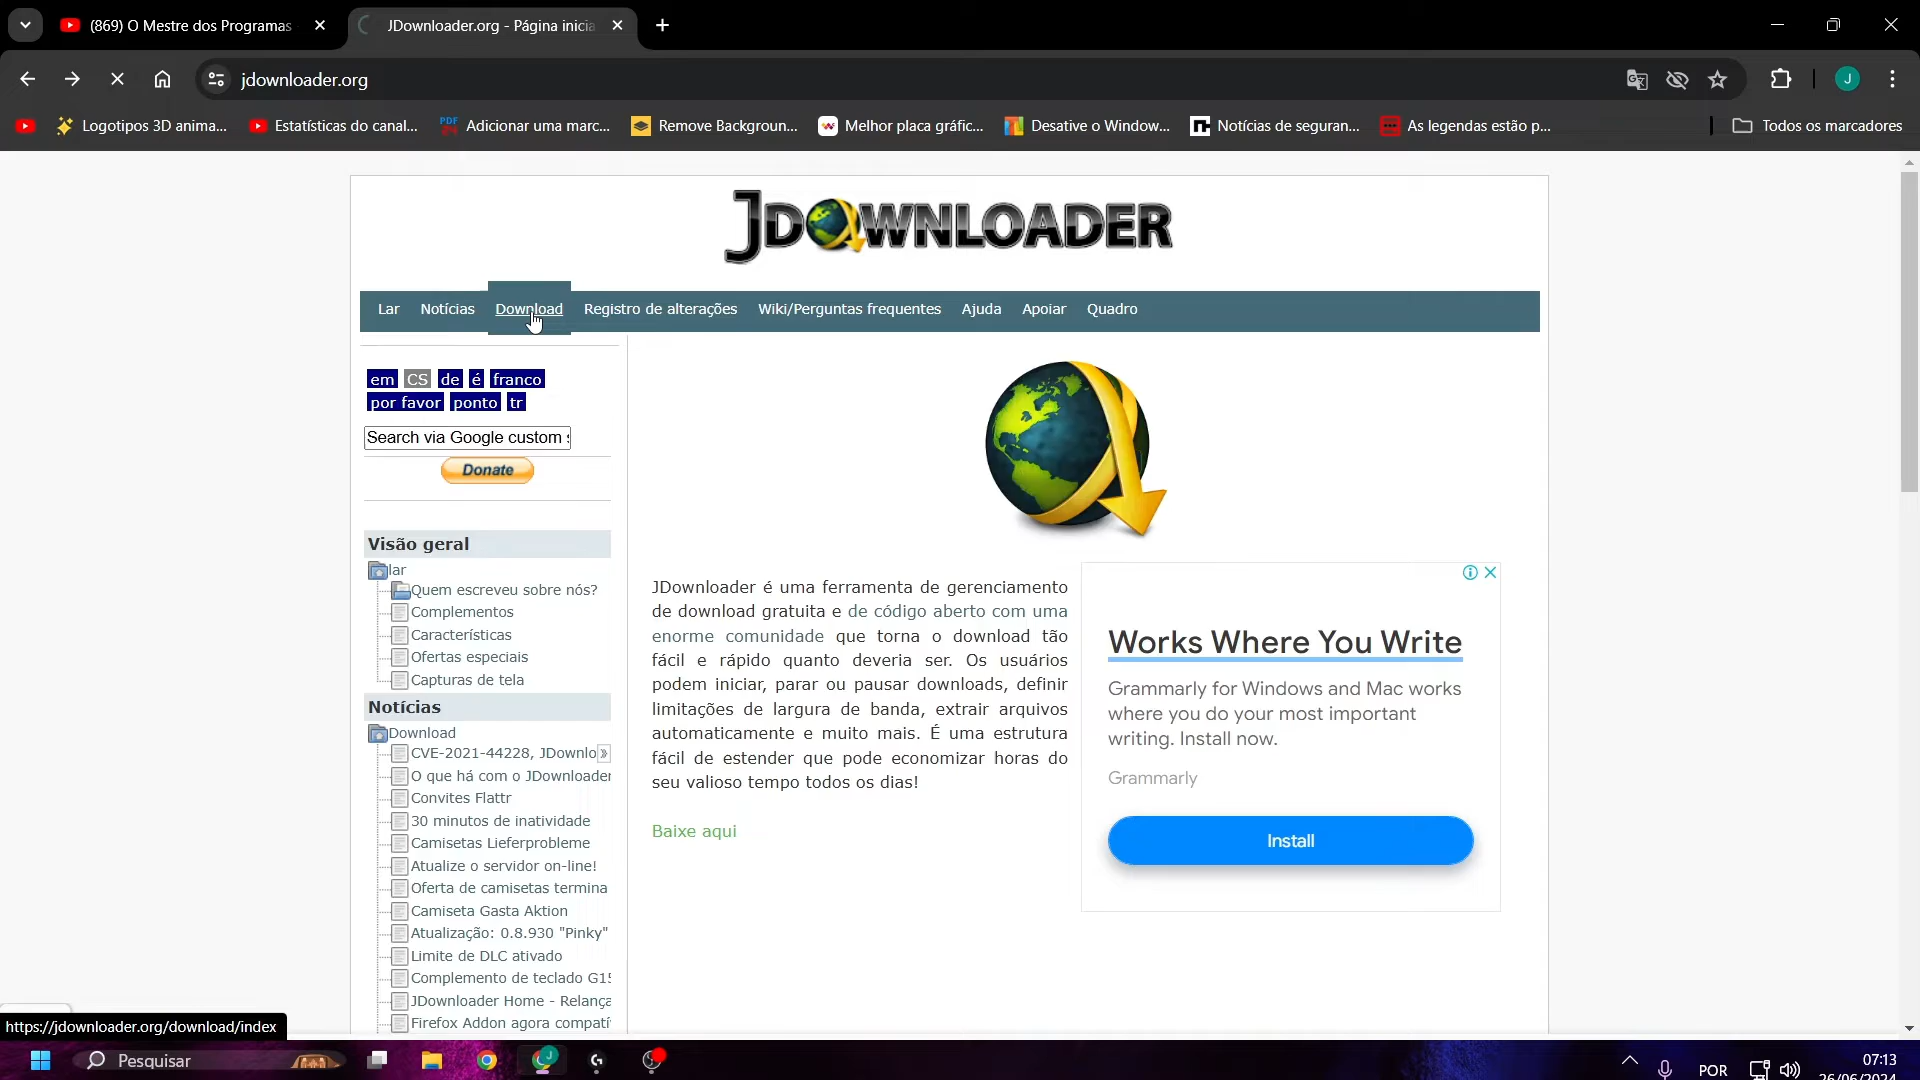 (869) O Mestre dos Programas
JDownloader.org - Página inicia
jdownloader.org
J
Logotipos 3D anima...
Estatísticas do canal...
PDF
Adicionar uma marc...
Remove Backgroun...
Melhor placa gráfic...
Desative o Window...
Notícias de seguran...
As legendas estão p...
Todos os marcadores
JDOWNLOADER
Lar
Notícias
Download
Registro de alterações
Wiki/Perguntas frequentes
Ajuda
Apoiar
Quadro
em CS de é franco
por favor ponto tr
Search via Google custom
Donate
Visão geral
lar
Quem escreveu sobre nós?
Complementos
Características
Ofertas especiais
Capturas de tela
Notícias
Download
CVE-2021-44228, JDownlo»
O que há com o JDownloader
Convites Flattr
30 minutos de inatividade
Camisetas Lieferprobleme
Atualize o servidor on-line!
Oferta de camisetas termina
Camiseta Gasta Aktion
Atualização: 0.8.930 "Pinky"
Limite de DLC ativado
Complemento de teclado G15
JDownloader Home - Relança
Firefox Addon agora compatí
JDownloader é uma ferramenta de gerenciamento
de download gratuita e de código aberto com uma
enorme comunidade que torna o download tão
fácil e rápido quanto deveria ser. Os usuários
podem iniciar, parar ou pausar downloads, definir
limitações de largura de banda, extrair arquivos
automaticamente e muito mais. É uma estrutura
fácil de estender que pode economizar horas do
seu valioso tempo todos os dias!
Baixe aqui
Works Where You Write
Grammarly for Windows and Mac works
where you do your most important
writing. Install now.
Grammarly
Install
https://jdownloader.org/download/index
Pesquisar
J
POR
07:13
26/06/2024